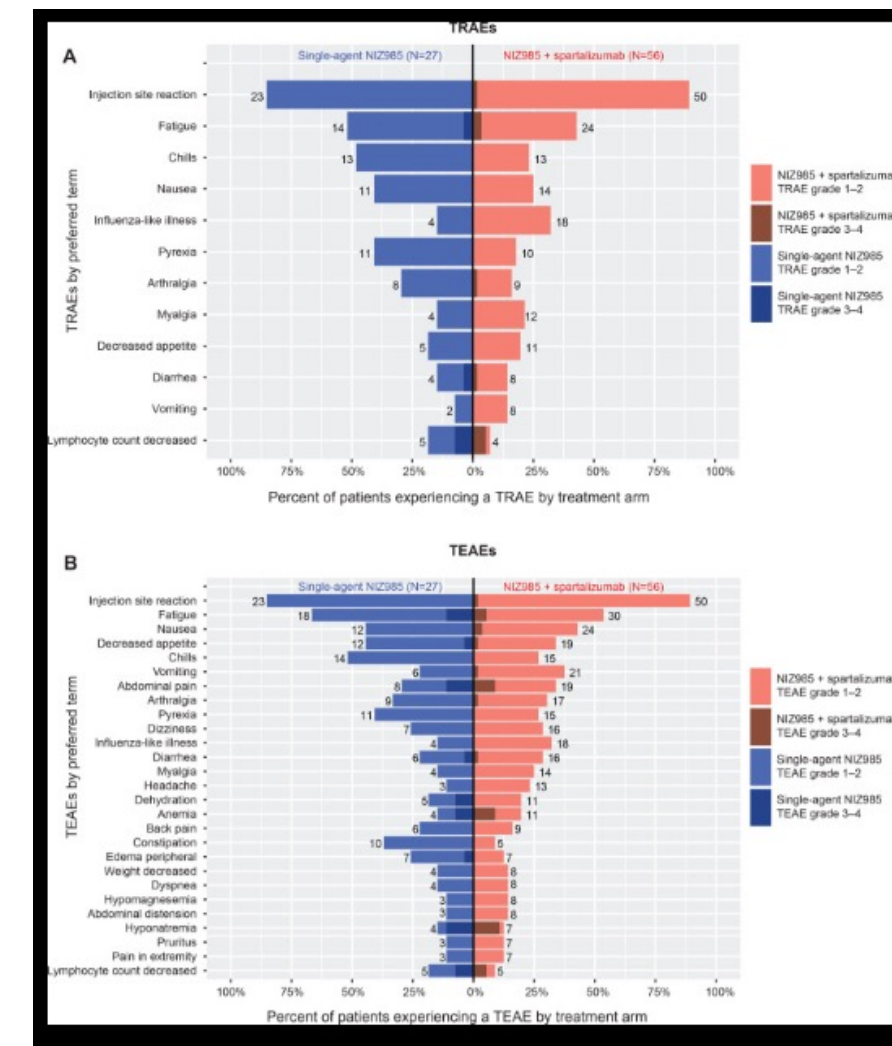 TRAEs
A
Single-agent NIZ985 (N=27) NIZ985 + spartalizumab (N=56)
TRAEs by preferred term
Injection site reaction 23 50
Fatigue 14 24
Chills 13 13
Nausea 11 14
Influenza-like illness 4 18
Pyrexia 11 10
Arthralgia 8 9
Myalgia 4 12
Decreased appetite 5 11
Diarrhea 4 8
Vomiting 2 8
Lymphocyte count decreased 5 4
100% 75% 50% 25% 0% 25% 50% 75% 100%
Percent of patients experiencing a TRAE by treatment arm
NIZ985 + spartalizuma
TRAE grade 1–2
NIZ985 + spartalizuma
TRAE grade 3–4
Single-agent NIZ985
TRAE grade 1–2
Single-agent NIZ985
TRAE grade 3–4
TEAEs
B
Single-agent NIZ985 (N=27) NIZ985 + spartalizumab (N=56)
TEAEs by preferred term
Injection site reaction 23 50
Fatigue 18 30
Nausea 12 24
Decreased appetite 12 19
Chills 14 15
Vomiting 6 21
Abdominal pain 8 19
Arthralgia 9 17
Pyrexia 11 15
Dizziness 7 16
Influenza-like illness 4 18
Diarrhea 6 16
Myalgia 4 14
Headache 3 13
Dehydration 5 11
Anemia 4 11
Back pain 6 9
Constipation 10 5
Edema peripheral 7 7
Weight decreased 4 8
Dyspnea 4 8
Hypomagnesemia 3 8
Abdominal distension 3 8
Hyponatremia 4 7
Pruritus 3 7
Pain in extremity 3 7
Lymphocyte count decreased 5 5
100% 75% 50% 25% 0% 25% 50% 75% 100%
Percent of patients experiencing a TEAE by treatment arm
NIZ985 + spartalizuma
TEAE grade 1–2
NIZ985 + spartalizuma
TEAE grade 3–4
Single-agent NIZ985
TEAE grade 1–2
Single-agent NIZ985
TEAE grade 3–4